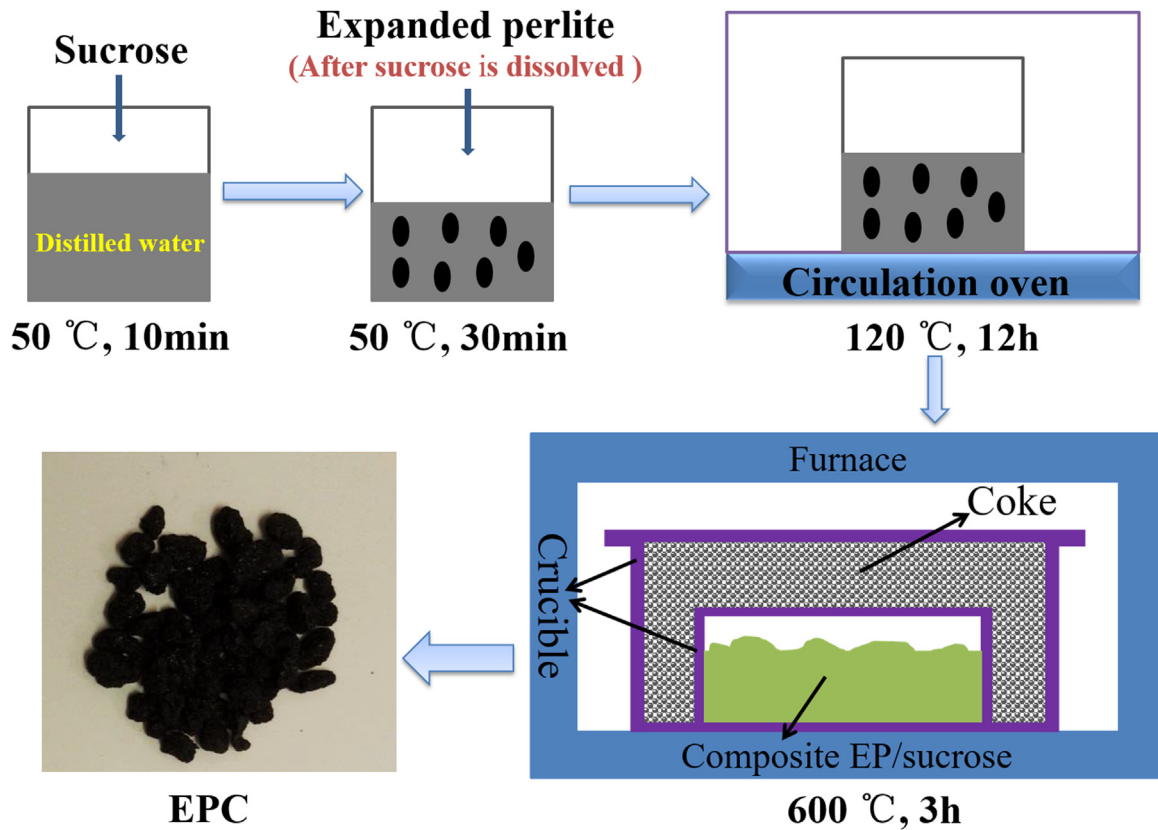 Sucrose
Expanded perlite
(After sucrose is dissolved )
Distilled water
Circulation oven
50 ℃, 10min
50 ℃, 30min
120 ℃, 12h
Furnace
Coke
Crucible
Composite EP/sucrose
EPC
600 ℃, 3h